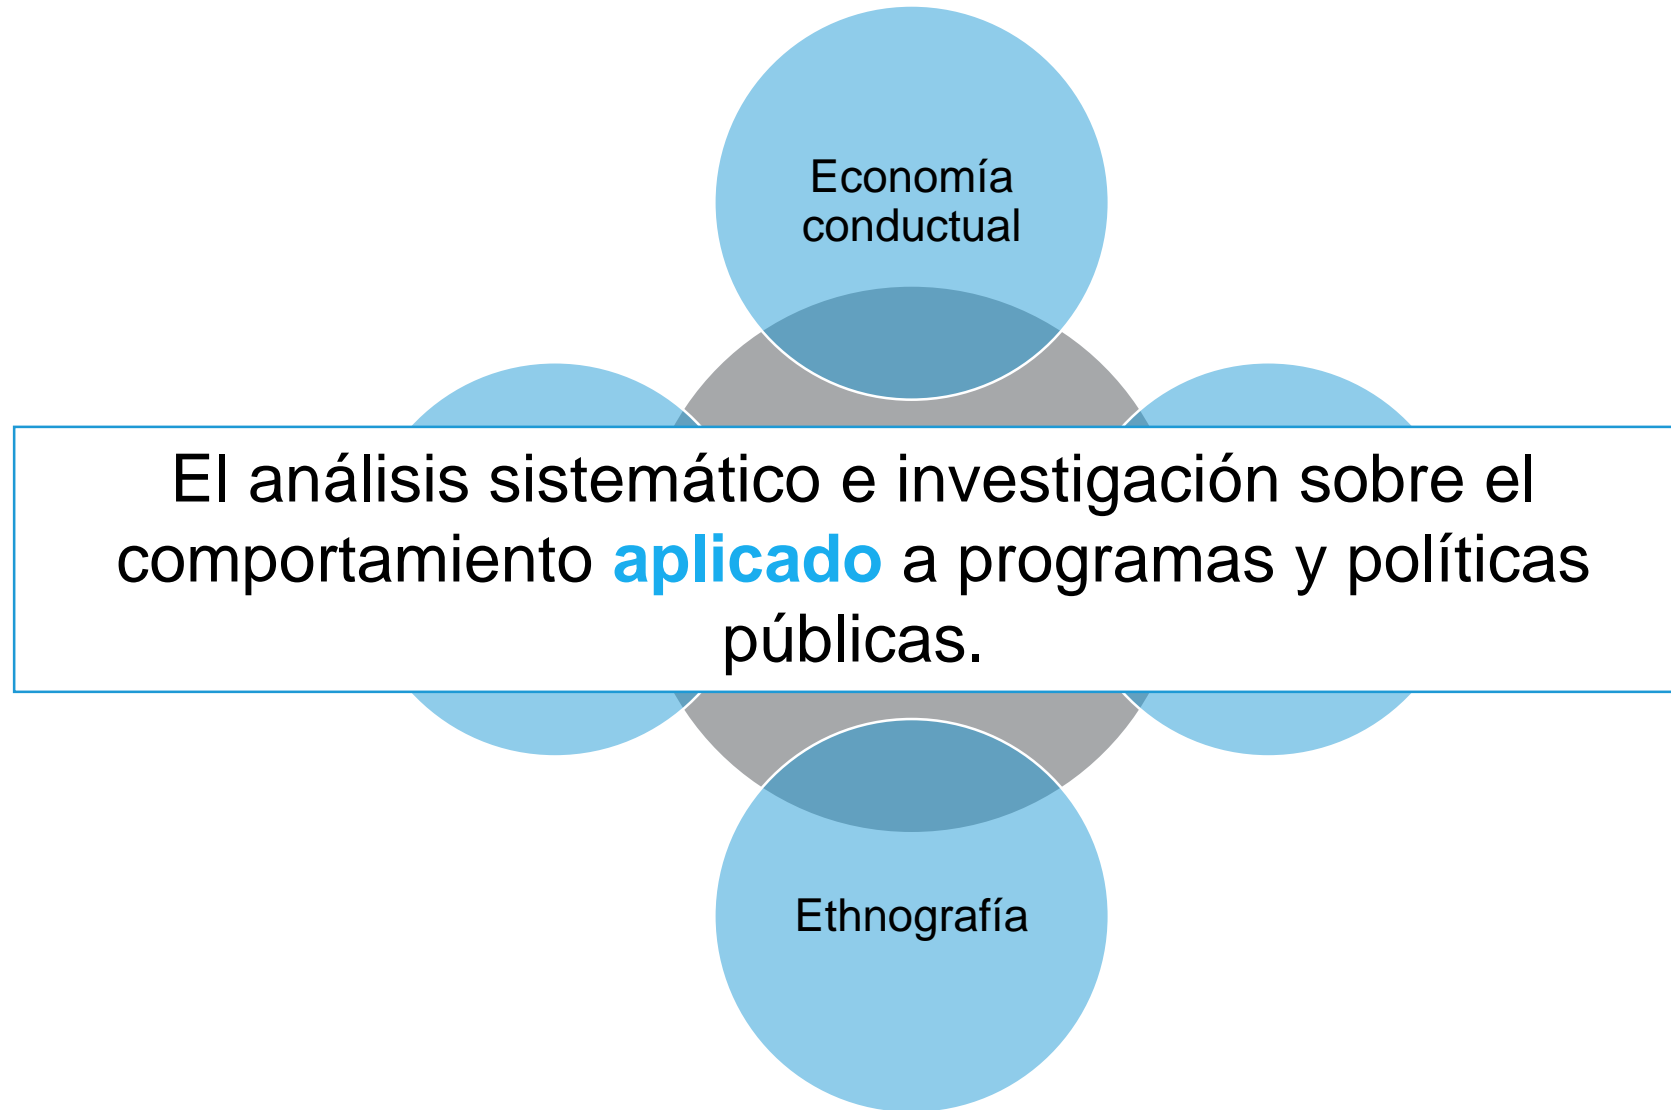 Economía
conductual
El análisis sistemático e investigación sobre el
comportamiento aplicado a programas y políticas
públicas.
Ethnografía